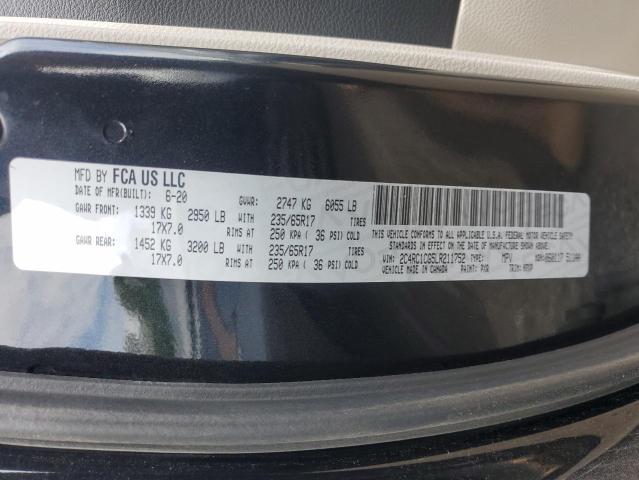 MFD BY FCA US LLC
DATE OF MFR(BUILT): 6-20 GVWR: 2747 KG 6055 LB
GAWR FRONT: 1339 KG 2950 LB WITH 235/65R17 TIRES
17X7.0 RIMS AT 250 KPA ( 36 PSI) COLD
GAWR REAR: 1452 KG 3200 LB WITH 235/65R17 TIRES
17X7.0 RIMS AT 250 KPA ( 36 PSI) COLD
THIS VEHICLE CONFORMS TO ALL APPLICABLE U.S.A. FEDERAL MOTOR VEHICLE SAFETY
STANDARDS IN EFFECT ON THE DATE OF MANUFACTURE SHOWN ABOVE.
VIN: 2C4RC1CG5LR211752 TYPE: MPV MDH:
VEHICLE MADE IN CANADA PAINT: PXR TRIM: